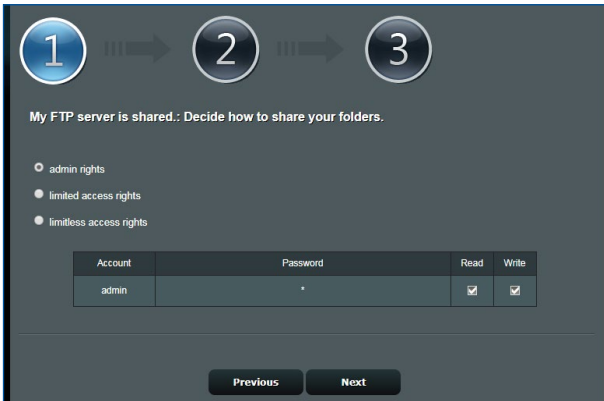 1 2 3
My FTP server is shared.: Decide how to share your folders.
admin rights
limited access rights
limitless access rights
Account Password Read Write
admin *
Previous Next